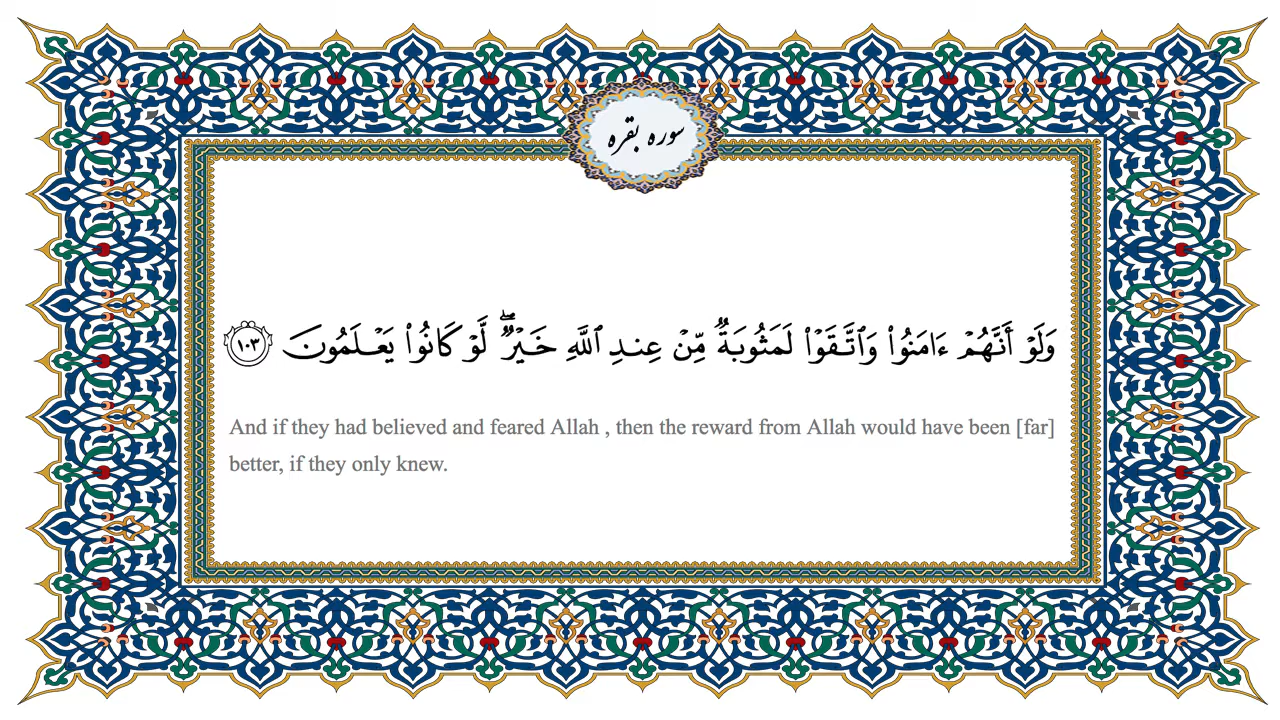 سوره بقره
وَلَوْ أَنَّهُمْ ءَامَنُوا۟ وَٱتَّقَوْا۟ لَمَثُوبَةٌۭ مِّنْ عِندِ ٱللَّهِ خَيْرٌۭ ۖ لَّوْ كَانُوا۟ يَعْلَمُونَ ١٠٣
And if they had believed and feared Allah , then the reward from Allah would have been [far]
better, if they only knew.